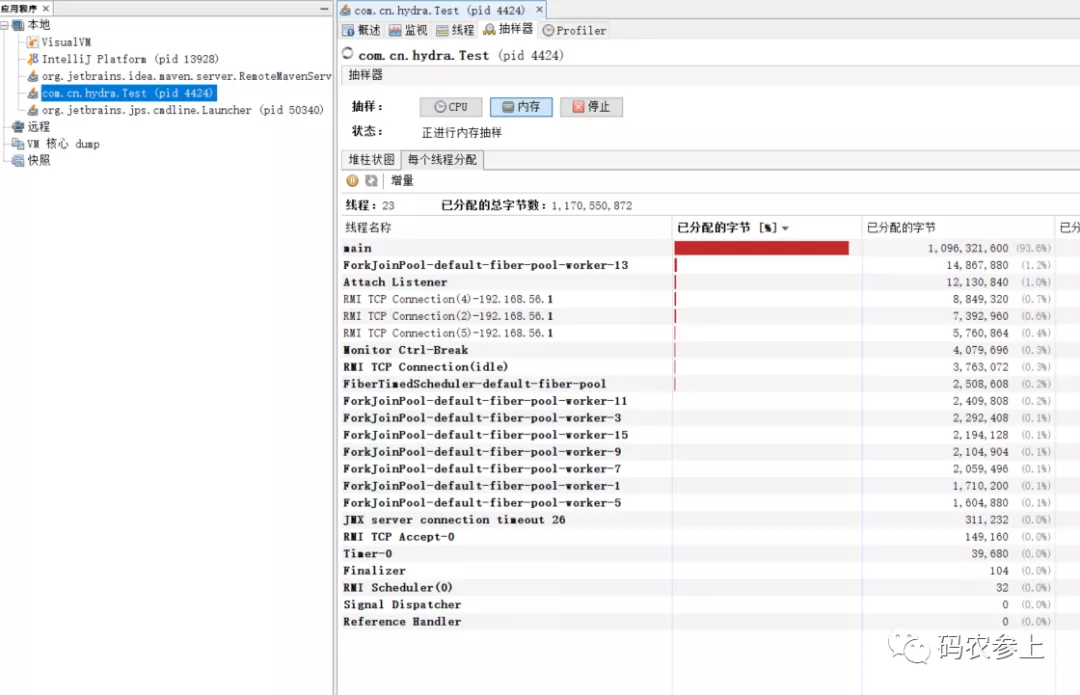 应用程序 ×
本地
VisualVM
IntelliJ Platform (pid 13928)
org.jetbrains.idea.maven.server.RemoteMavenServ
com.cn.hydra.Test (pid 4424)
org.jetbrains.jps.cmdline.Launcher (pid 50340)
远程
VM 核心 dump
快照
com.cn.hydra.Test (pid 4424) ×
概述 监视 线程 抽样器 Profiler
com.cn.hydra.Test (pid 4424)
抽样器
抽样: CPU 内存 停止
状态: 正进行内存抽样
堆柱状图 每个线程分配
增量
线程: 23 已分配的总字节数: 1,170,550,872
线程名称 已分配的字节 [%] 已分配的字节 已分
main 1,096,321,600 (93.6%)
ForkJoinPool-default-fiber-pool-worker-13 14,867,880 (1.2%)
Attach Listener 12,130,840 (1.0%)
RMI TCP Connection(4)-192.168.56.1 8,849,320 (0.7%)
RMI TCP Connection(2)-192.168.56.1 7,392,960 (0.6%)
RMI TCP Connection(5)-192.168.56.1 5,760,864 (0.4%)
Monitor Ctrl-Break 4,079,696 (0.3%)
RMI TCP Connection(idle) 3,763,072 (0.3%)
FiberTimedScheduler-default-fiber-pool 2,508,608 (0.2%)
ForkJoinPool-default-fiber-pool-worker-11 2,409,808 (0.2%)
ForkJoinPool-default-fiber-pool-worker-3 2,292,408 (0.1%)
ForkJoinPool-default-fiber-pool-worker-15 2,194,128 (0.1%)
ForkJoinPool-default-fiber-pool-worker-9 2,104,904 (0.1%)
ForkJoinPool-default-fiber-pool-worker-7 2,059,496 (0.1%)
ForkJoinPool-default-fiber-pool-worker-1 1,710,200 (0.1%)
ForkJoinPool-default-fiber-pool-worker-5 1,604,880 (0.1%)
JMX server connection timeout 26 311,232 (0.0%)
RMI TCP Accept-0 149,160 (0.0%)
Timer-0 39,680 (0.0%)
Finalizer 104 (0.0%)
RMI Scheduler(0) 32 (0.0%)
Signal Dispatcher 0 (0.0%)
Reference Handler 0 (0.0%)
码农参上